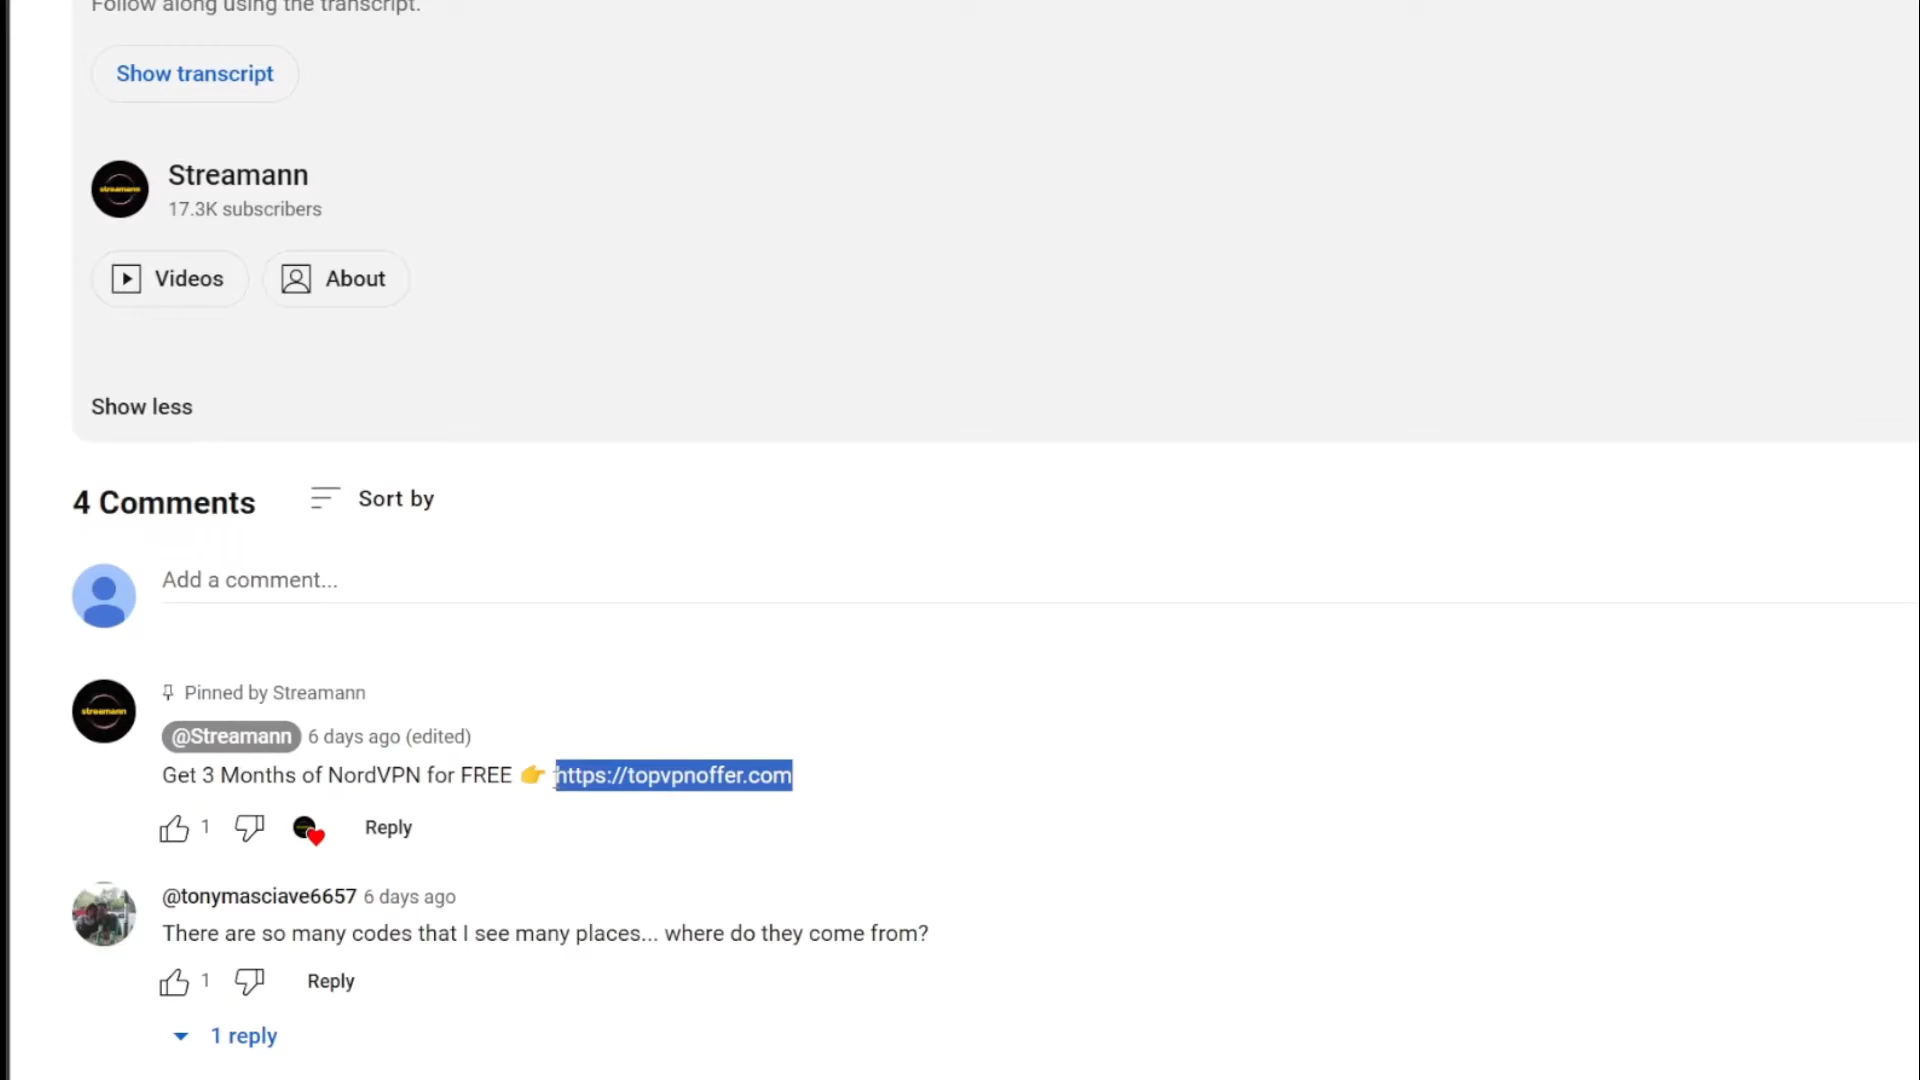 Follow along using the transcript.
Show transcript
streamann
Streamann
17.3K subscribers
Videos
About
Show less
4 Comments
Sort by
Add a comment...
streamann
Pinned by Streamann
@Streamann 6 days ago (edited)
Get 3 Months of NordVPN for FREE 👉 https://topvpnoffer.com
1
Reply
@tonymasciave6657 6 days ago
There are so many codes that I see many places... where do they come from?
1
Reply
1 reply